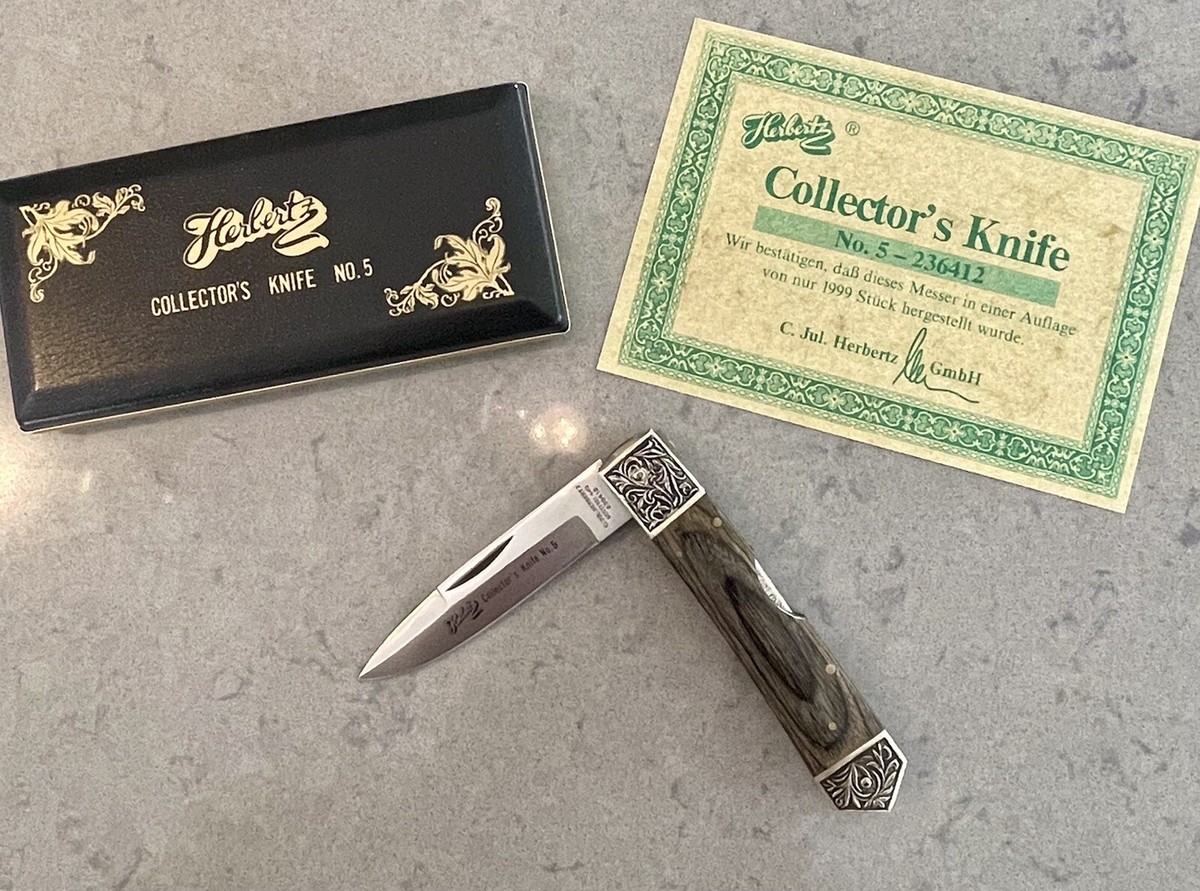 Herbertz
COLLECTOR'S KNIFE NO.5
Herbertz ®
Collector's Knife
No. 5 – 236412
Wir bestätigen, daß dieses Messer in einer Auflage
von nur 1999 Stück hergestellt wurde.
C. Jul. Herbertz GmbH
Herbertz Collector's Knife No.5